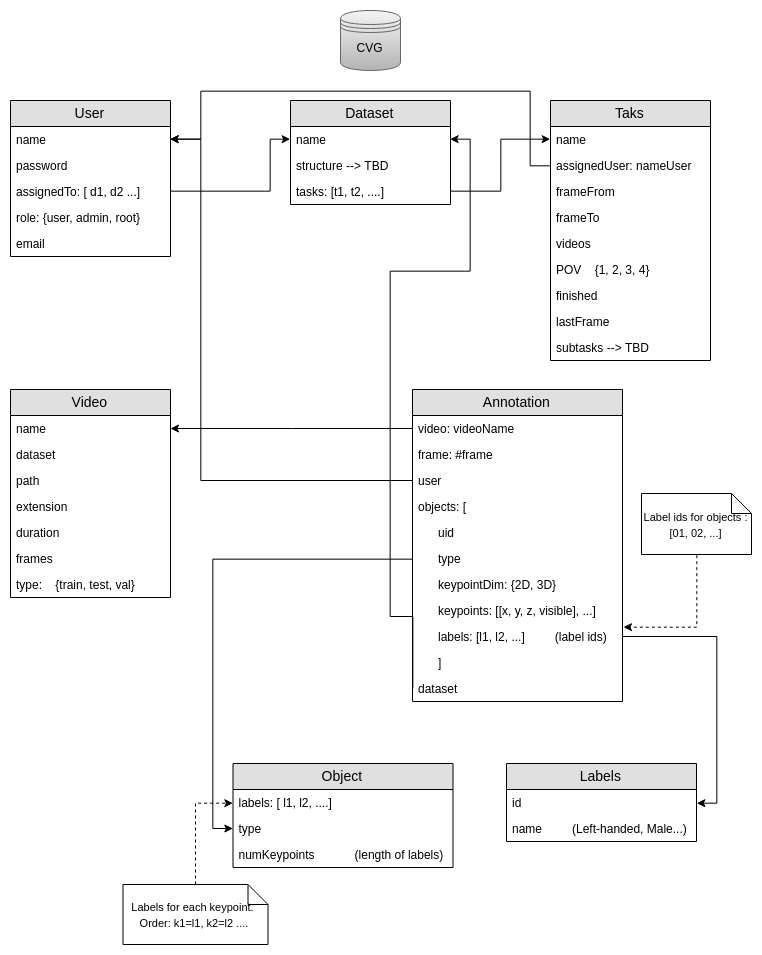 CVG
User
name
password
assignedTo: [ d1, d2 ...]
role: {user, admin, root}
email
Dataset
name
structure --> TBD
tasks: [t1, t2, ....]
Taks
name
assignedUser: nameUser
frameFrom
frameTo
videos
POV {1, 2, 3, 4}
finished
lastFrame
subtasks --> TBD
Video
name
dataset
path
extension
duration
frames
type: {train, test, val}
Annotation
video: videoName
frame: #frame
user
objects: [
uid
type
keypointDim: {2D, 3D}
keypoints: [[x, y, z, visible], ...]
labels: [l1, l2, ...] (label ids)
]
dataset
Label ids for objects :
[01, 02, ...]
Object
labels: [ l1, l2, ....]
type
numKeypoints (length of labels)
Labels
id
name (Left-handed, Male...)
Labels for each keypoint.
Order: k1=l1, k2=l2 ....